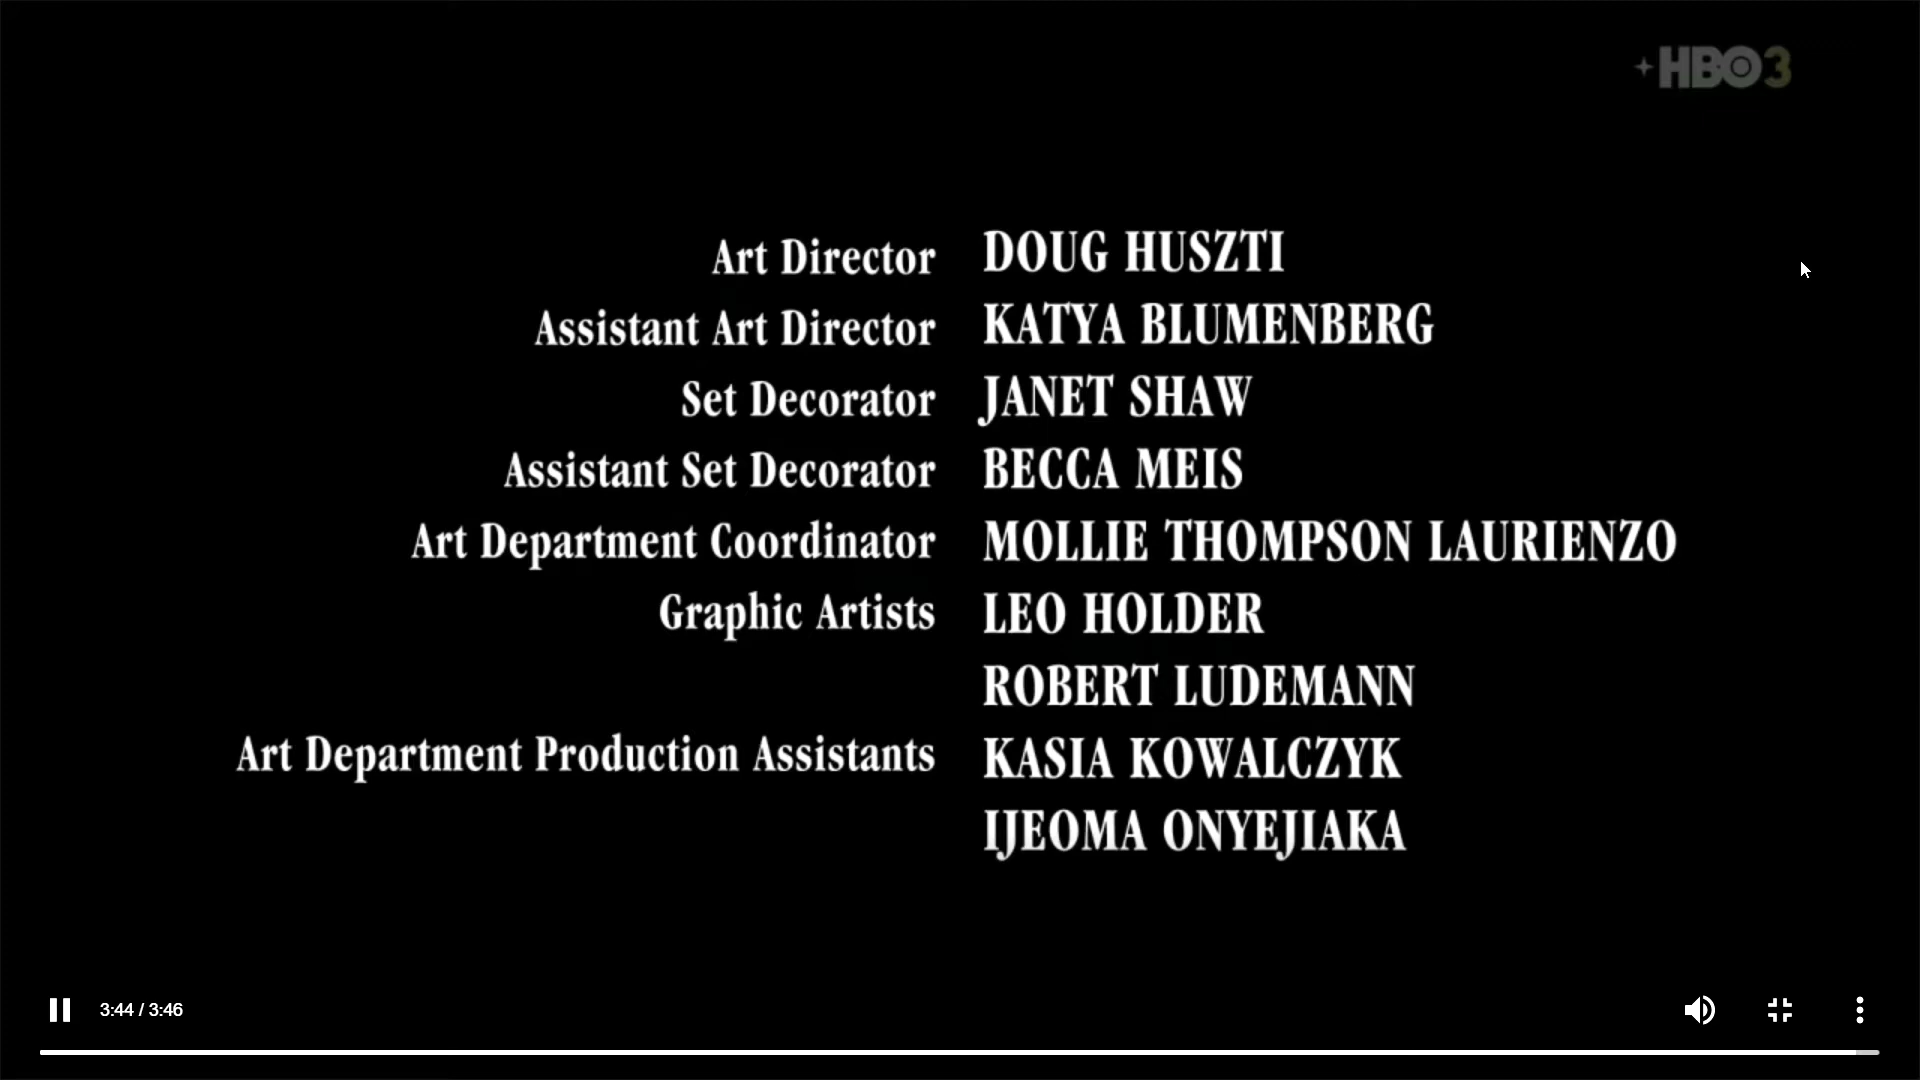 HBO3
Art Director DOUG HUSZTI
Assistant Art Director KATYA BLUMENBERG
Set Decorator JANET SHAW
Assistant Set Decorator BECCA MEIS
Art Department Coordinator MOLLIE THOMPSON LAURIENZO
Graphic Artists LEO HOLDER
ROBERT LUDEMANN
Art Department Production Assistants KASIA KOWALCZYK
IJEOMA ONYEJIAKA
3:44 / 3:46